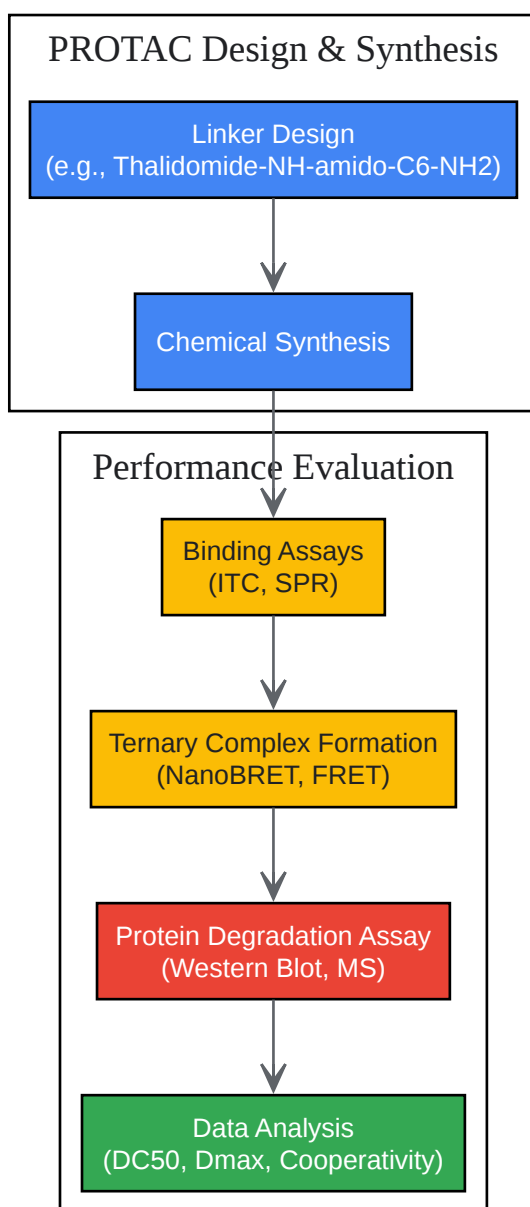 PROTAC Design & Synthesis
Linker Design
(e.g., Thalidomide-NH-amido-C6-NH2)
Chemical Synthesis
Performance Evaluation
Binding Assays
(ITC, SPR)
Ternary Complex Formation
(NanoBRET, FRET)
Protein Degradation Assay
(Western Blot, MS)
Data Analysis
(DC50, Dmax, Cooperativity)